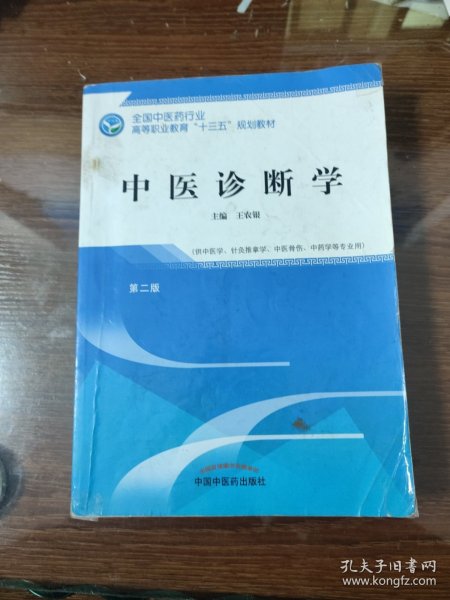 全国中医药行业
高等职业教育“十三五”规划教材
中医诊断学
主编 王农银
（供中医学、针灸推拿学、中医骨伤、中药学等专业用）
第二版
中国中医药出版社
孔夫子旧书网
www.kongfz.com